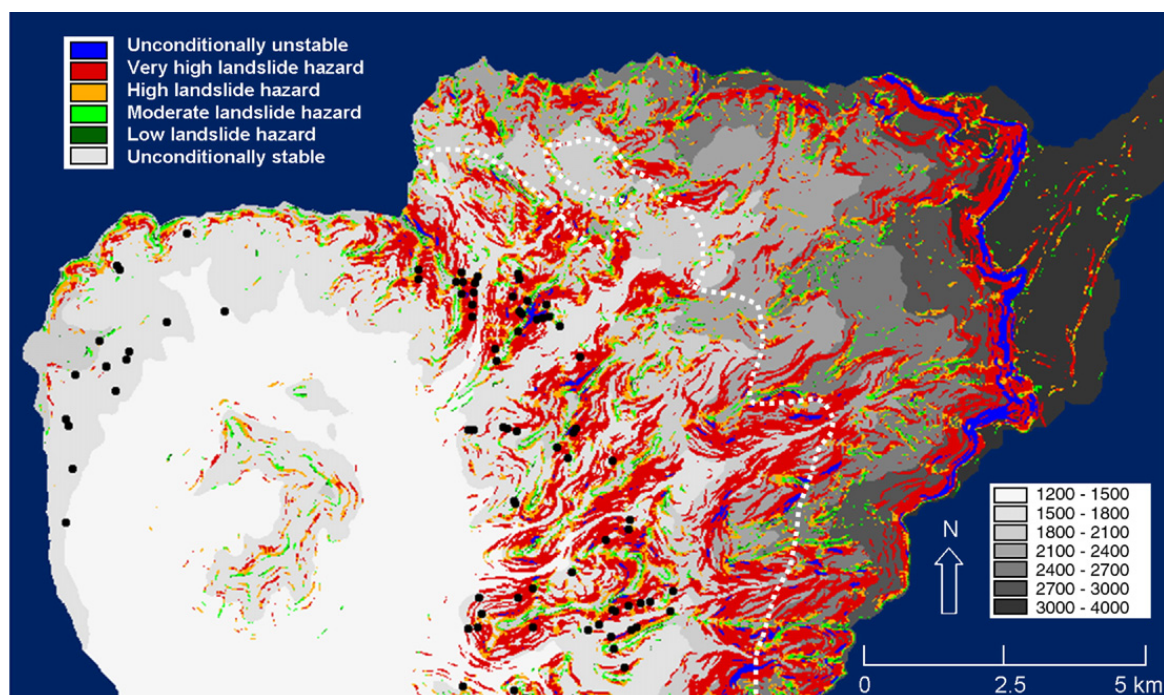 Unconditionally unstable
Very high landslide hazard
High landslide hazard
Moderate landslide hazard
Low landslide hazard
Unconditionally stable
N
1200 - 1500
1500 - 1800
1800 - 2100
2100 - 2400
2400 - 2700
2700 - 3000
3000 - 4000
0 2.5 5 km